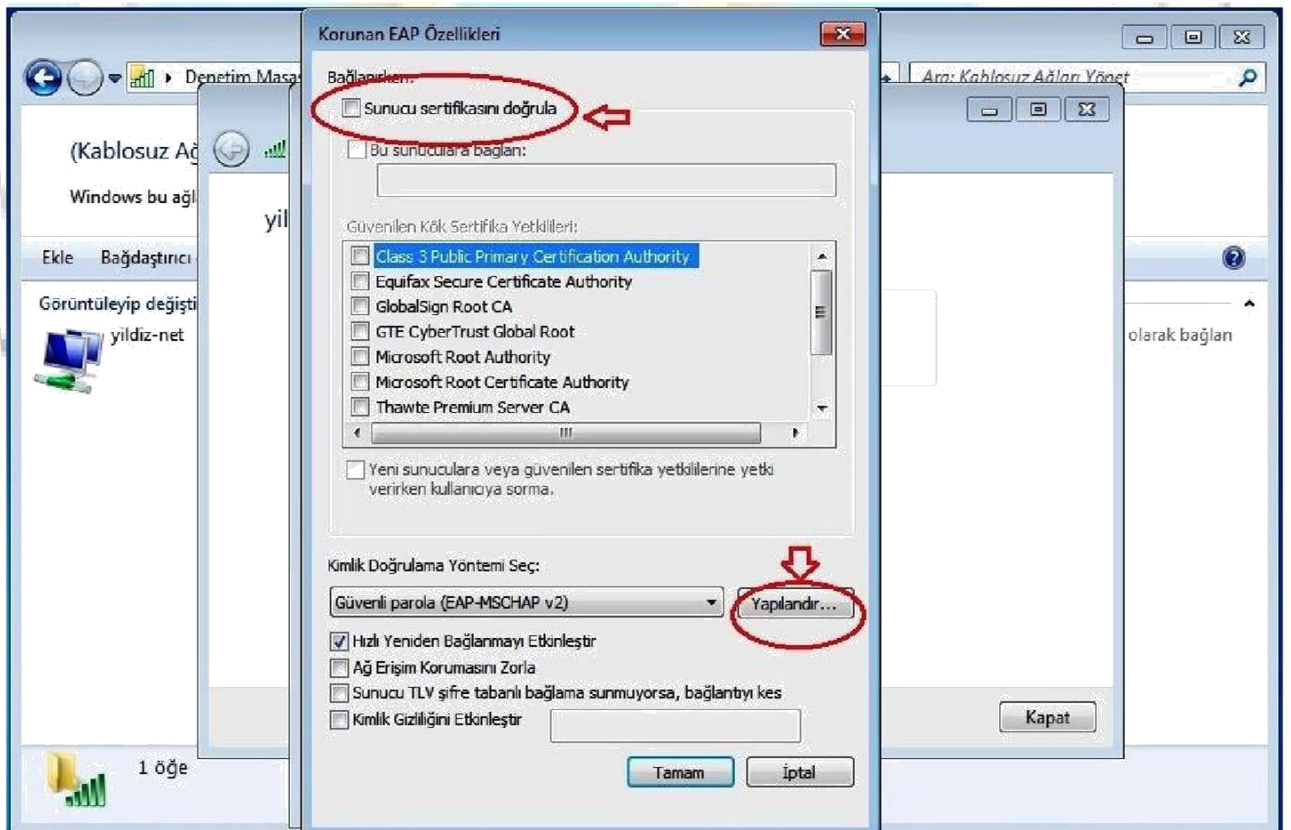 Korunan EAP Özellikleri
Denetim Masas
Ara: Kablosuz Ağları Yönet
Bağlanırken:
Sunucu sertifikasını doğrula
(Kablosuz Ağ
Bu sunuculara bağlan:
Windows bu ağl
yil
Güvenilen Kök Sertifika Yetkilileri:
Ekle Bağdaştırıcı
Class 3 Public Primary Certification Authority
Equifax Secure Certificate Authority
Görüntüleyip değişti
GlobalSign Root CA
yildiz-net
GTE CyberTrust Global Root
olarak bağlan
Microsoft Root Authority
Microsoft Root Certificate Authority
Thawte Premium Server CA
Yeni sunuculara veya güvenilen sertifika yetkililerine yetki
verirken kullanıcıya sorma.
Kimlik Doğrulama Yöntemi Seç:
Güvenli parola (EAP-MSCHAP v2)
Yapılandır...
Hızlı Yeniden Bağlanmayı Etkinleştir
Ağ Erişim Korumasını Zorla
Sunucu TLV şifre tabanlı bağlama sunmuyorsa, bağlantıyı kes
Kimlik Gizliliğini Etkinleştir
Kapat
1 öğe
Tamam
İptal